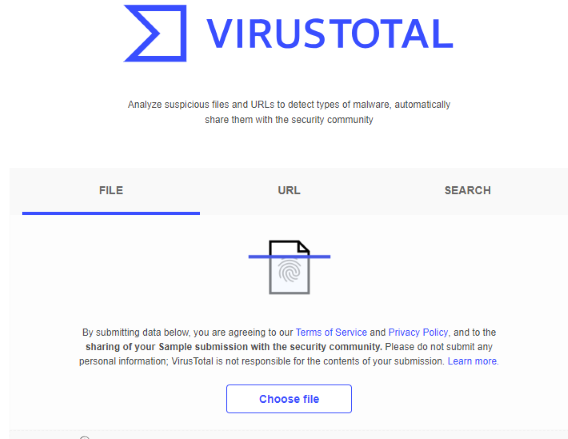 VIRUSTOTAL
Analyze suspicious files and URLs to detect types of malware, automatically
share them with the security community
FILE
URL
SEARCH
By submitting data below, you are agreeing to our Terms of Service and Privacy Policy, and to the
sharing of your Sample submission with the security community. Please do not submit any
personal information; VirusTotal is not responsible for the contents of your submission. Learn more.
Choose file